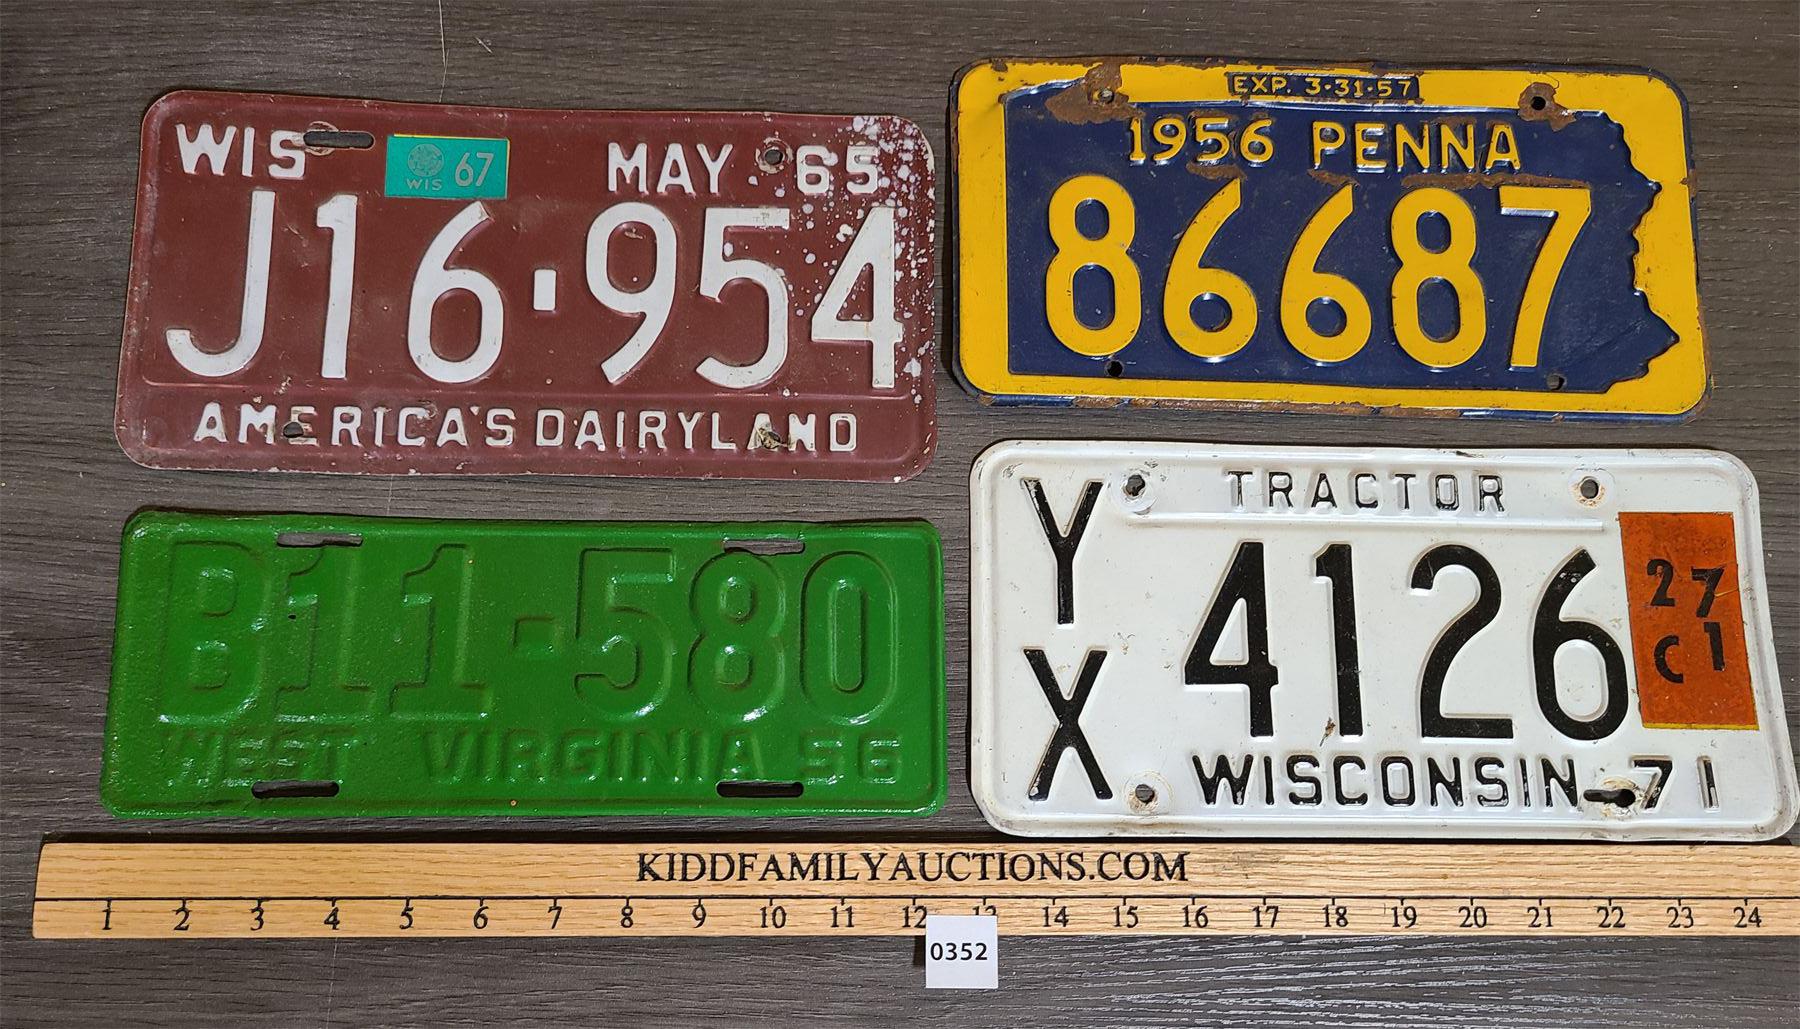 WIS MAY 65
WIS 67
J16·954
AMERICA'S DAIRYLAND
EXP. 3·31·57
1956 PENNA
86687
B11-580
WEST VIRGINIA 56
TRACTOR
YX 4126
27
C1
WISCONSIN 71
KIDDFAMILYAUCTIONS.COM
1 2 3 4 5 6 7 8 9 10 11 12 13 14 15 16 17 18 19 20 21 22 23 24
0352